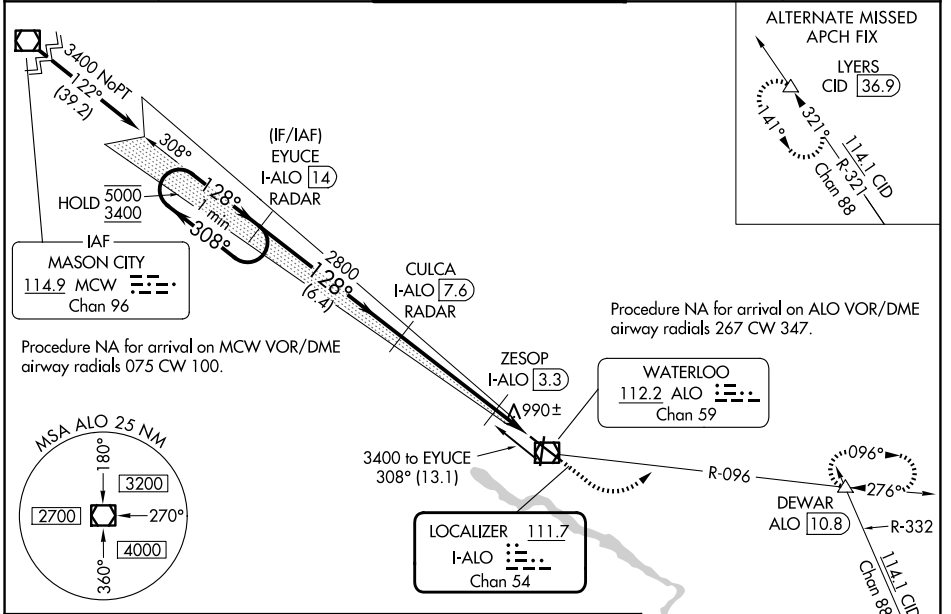 ALTERNATE MISSED
APCH FIX
LYERS
CID 36.9
321°
141°
R-321
114.1 CID
Chan 88
3400 NoPT
122°
(39.2)
308°
(IF/IAF)
EYUCE
I-ALO 14
RADAR
HOLD 5000
3400
128°
1 min
308°
IAF
MASON CITY
114.9 MCW
Chan 96
2800
128°
(6.4)
CULCA
I-ALO 7.6
RADAR
Procedure NA for arrival on ALO VOR/DME
airway radials 267 CW 347.
Procedure NA for arrival on MCW VOR/DME
airway radials 075 CW 100.
ZESOP
I-ALO 3.3
990±
WATERLOO
112.2 ALO
Chan 59
3400 to EYUCE
308° (13.1)
R-096
096°
276°
DEWAR
ALO 10.8
R-332
114.1 CID
Chan 88
LOCALIZER 111.7
I-ALO
Chan 54
MSA ALO 25 NM
180°
3200
2700
270°
4000
360°